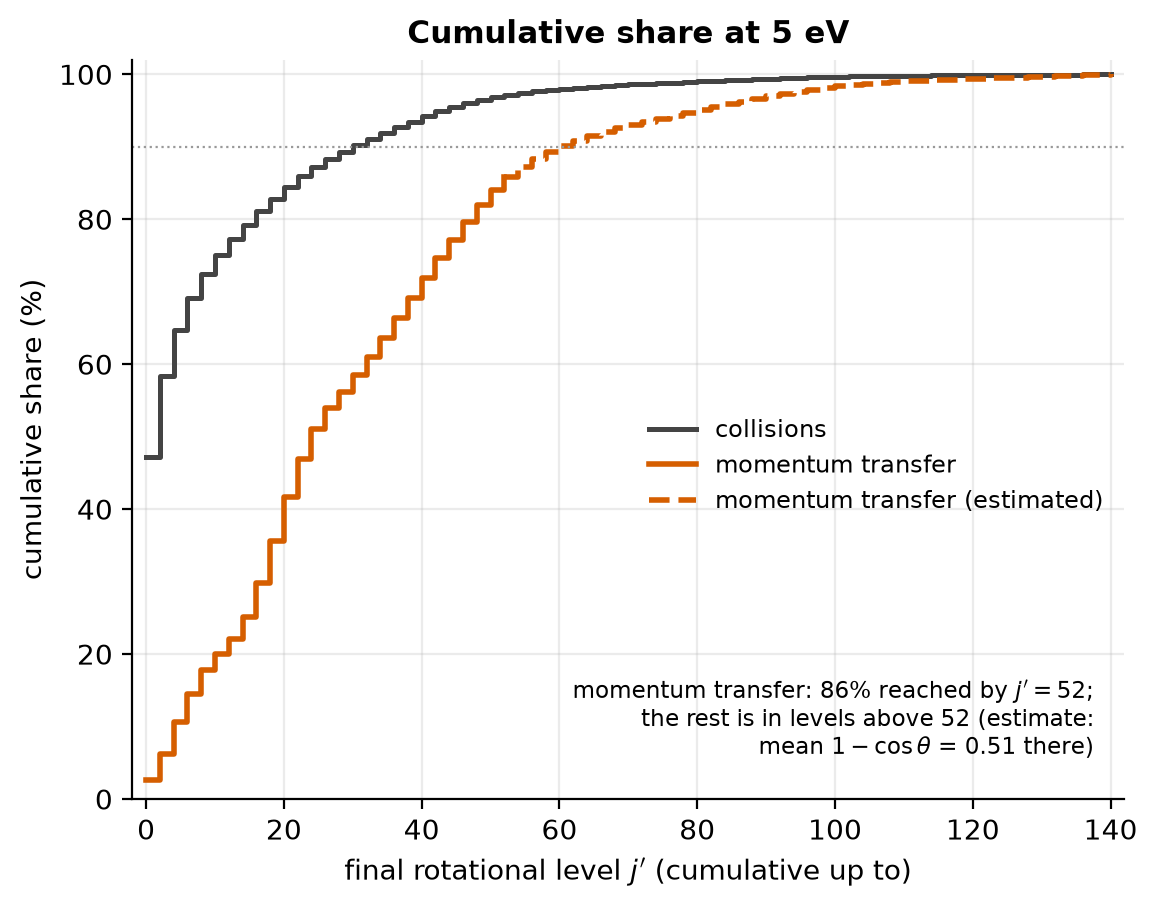 Cumulative share at 5 eV
100
80
60
40
20
0
cumulative share (%)
collisions
momentum transfer
momentum transfer (estimated)
momentum transfer: 86% reached by j′ = 52;
the rest is in levels above 52 (estimate:
mean 1 − cos θ = 0.51 there)
0 20 40 60 80 100 120 140
final rotational level j′ (cumulative up to)